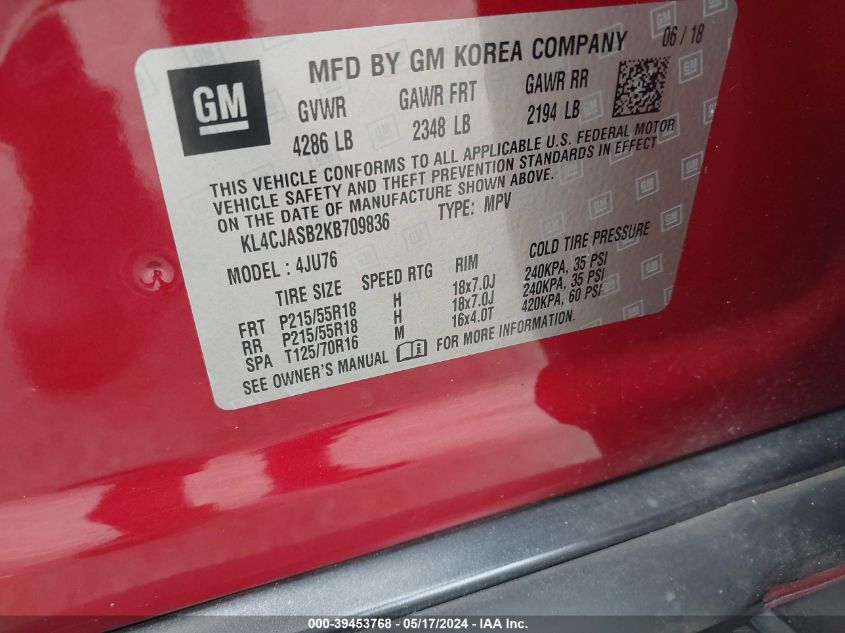 GM
MFD BY GM KOREA COMPANY 06 / 18
GVWR GAWR FRT GAWR RR
4286 LB 2348 LB 2194 LB
THIS VEHICLE CONFORMS TO ALL APPLICABLE U.S. FEDERAL MOTOR
VEHICLE SAFETY AND THEFT PREVENTION STANDARDS IN EFFECT
ON THE DATE OF MANUFACTURE SHOWN ABOVE.
KL4CJASB2KB709836 TYPE: MPV
MODEL : 4JU76
TIRE SIZE SPEED RTG RIM COLD TIRE PRESSURE
FRT P215/55R18 H 18x7.0J 240KPA, 35 PSI
RR P215/55R18 H 18x7.0J 240KPA, 35 PSI
SPA T125/70R16 M 16x4.0T 420KPA, 60 PSI
SEE OWNER'S MANUAL FOR MORE INFORMATION.
000-39453768 - 05/17/2024 - IAAI.com